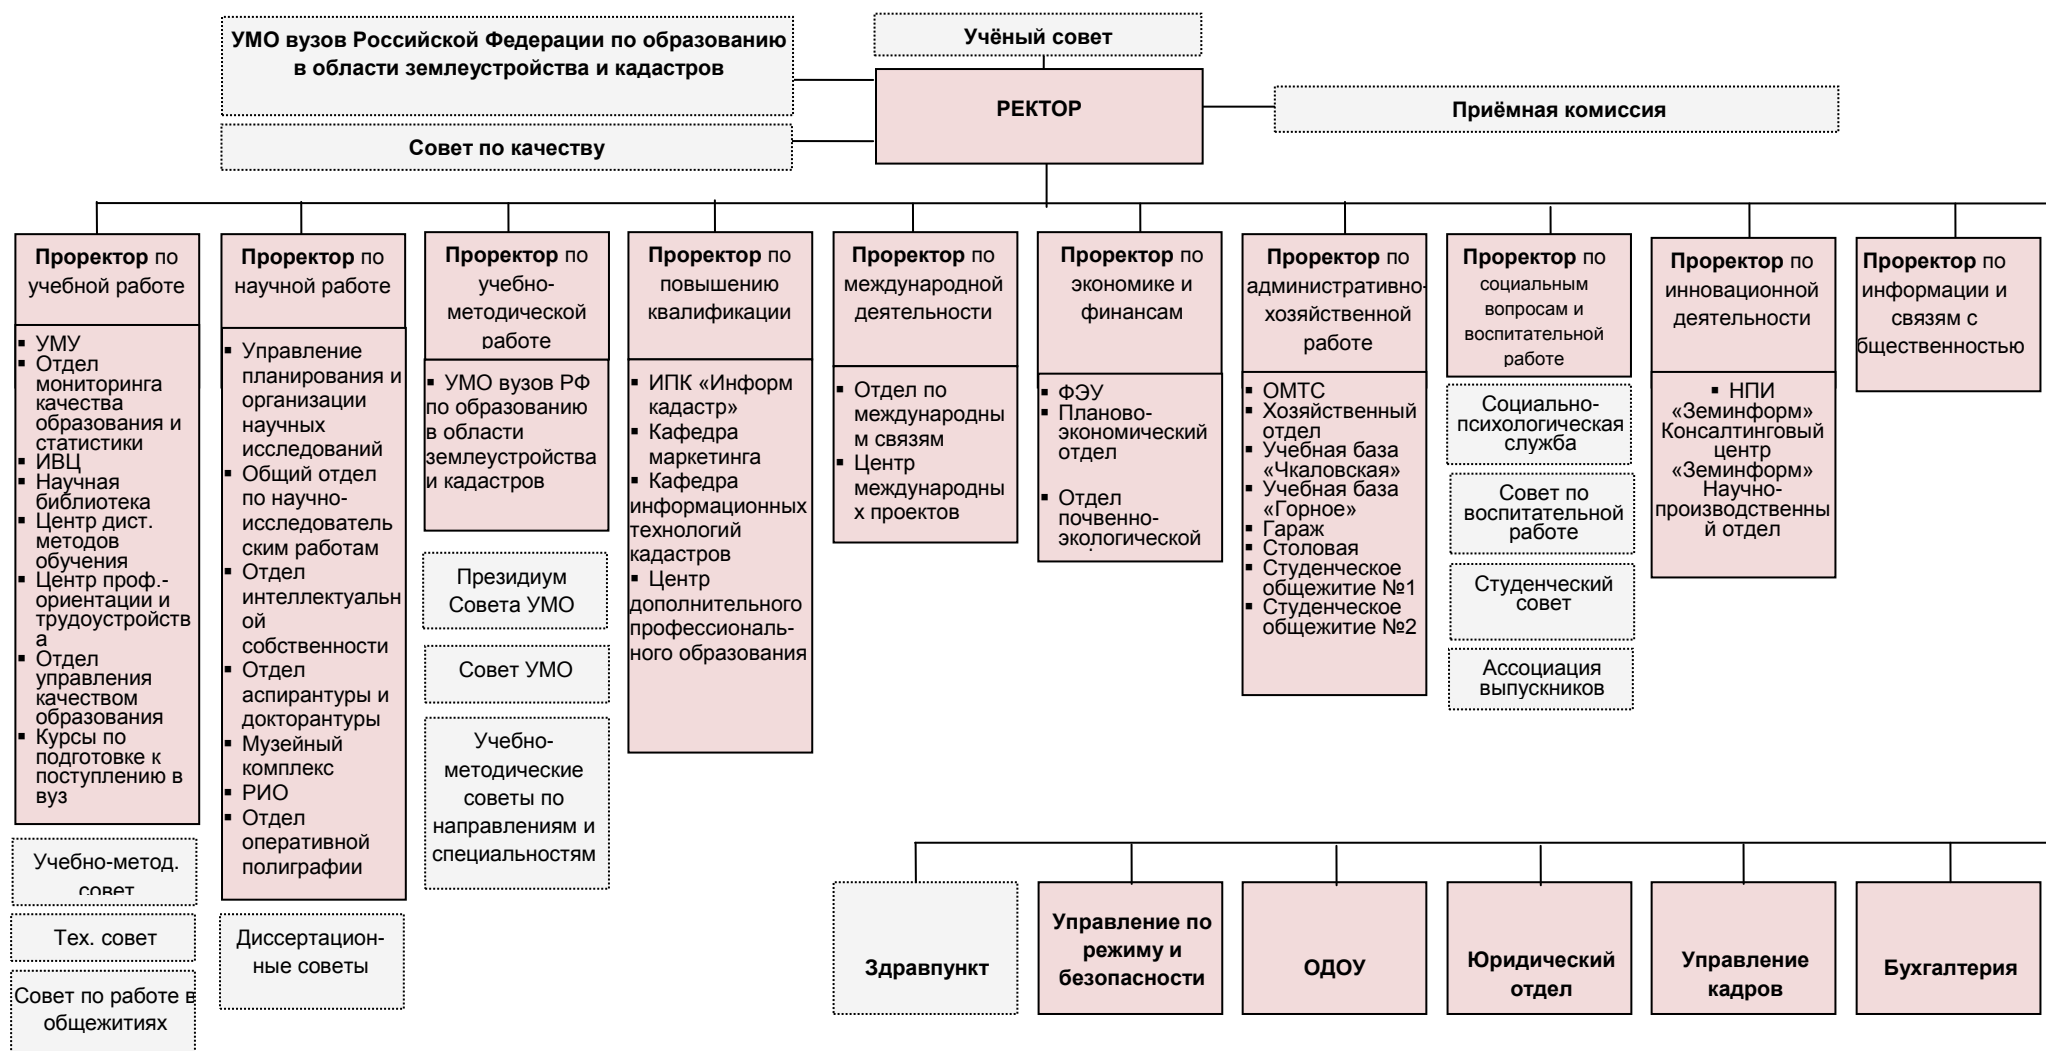 УМО вузов Российской Федерации по образованию
в области землеустройства и кадастров
Учёный совет
РЕКТОР
Приёмная комиссия
Совет по качеству
Проректор по
учебной работе
▪ УМУ
▪ Отдел
мониторинга
качества
образования и
статистики
▪ ИВЦ
▪ Научная
библиотека
▪ Центр дист.
методов
обучения
▪ Центр проф.-
ориентации и
трудоустройств
а
▪ Отдел
управления
качеством
образования
▪ Курсы по
подготовке к
поступлению в
вуз
Учебно-метод.
совет
Тех. совет
Совет по работе в
общежитиях
Проректор по
научной работе
▪ Управление
планирования и
организации
научных
исследований
▪ Общий отдел
по научно-
исследователь
ским работам
▪ Отдел
интеллектуальн
ой
собственности
▪ Отдел
аспирантуры и
докторантуры
▪ Музейный
комплекс
▪ РИО
▪ Отдел
оперативной
полиграфии
Диссертацион-
ные советы
Проректор по
учебно-
методической
работе
▪ УМО вузов РФ
по образованию
в области
землеустройства
и кадастров
Президиум
Совета УМО
Совет УМО
Учебно-
методические
советы по
направлениям и
специальностям
Проректор по
повышению
квалификации
▪ ИПК «Информ
кадастр»
▪ Кафедра
маркетинга
▪ Кафедра
информационных
технологий
кадастров
▪ Центр
дополнительного
профессиональ-
ного образования
Проректор по
международной
деятельности
▪ Отдел по
международны
м связям
▪ Центр
международны
х проектов
Проректор по
экономике и
финансам
▪ ФЭУ
▪ Планово-
экономический
отдел
▪ Отдел
почвенно-
экологической
Проректор по
административно-
хозяйственной
работе
▪ ОМТС
▪ Хозяйственный
отдел
▪ Учебная база
«Чкаловская»
▪ Учебная база
«Горное»
▪ Гараж
▪ Столовая
▪ Студенческое
общежитие №1
▪ Студенческое
общежитие №2
Проректор по
социальным
вопросам и
воспитательной
работе
Социально-
психологическая
служба
Совет по
воспитательной
работе
Студенческий
совет
Ассоциация
выпускников
Проректор по
инновационной
деятельности
▪ НПИ
«Земинформ»
Консалтинговый
центр
«Земинформ»
Научно-
производственны
й отдел
Проректор по
информации и
связям с
бщественностью
Здравпункт
Управление по
режиму и
безопасности
ОДОУ
Юридический
отдел
Управление
кадров
Бухгалтерия